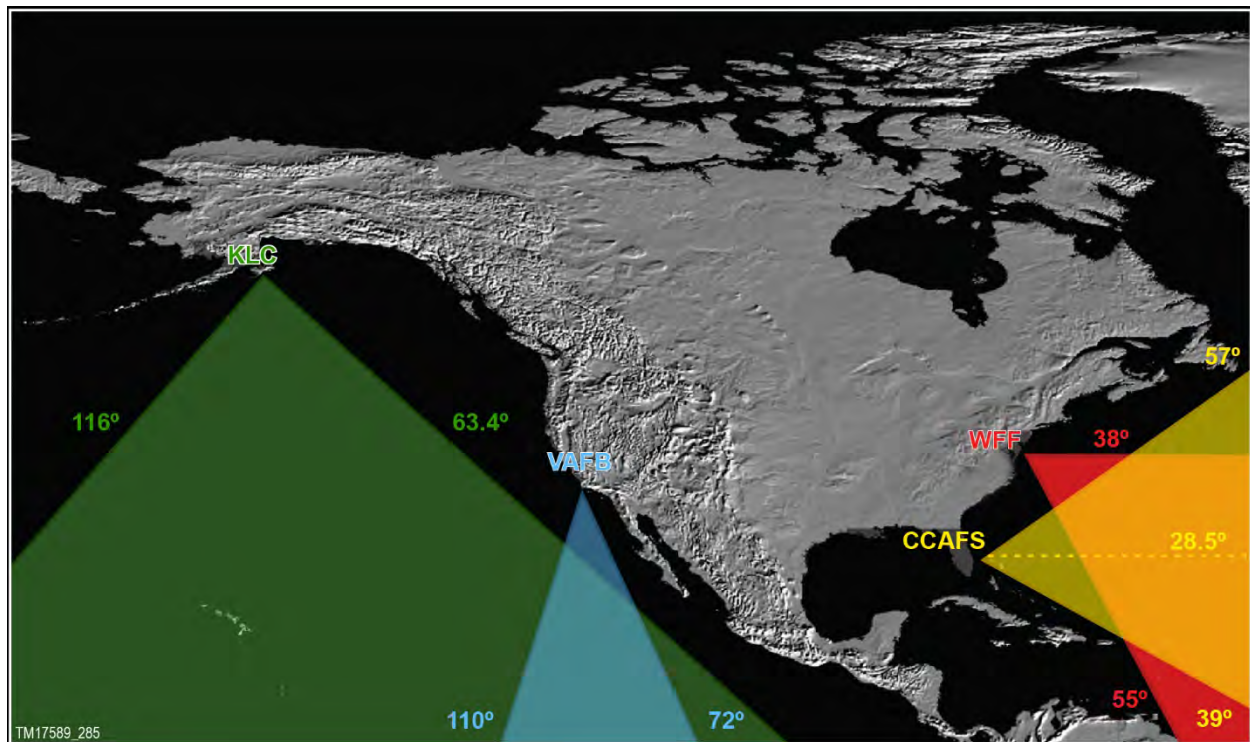 KLC
57º
116º
63.4º
WFF
38º
VAFB
CCAFS
28.5º
55º
39º
110º
72º
TM17589_285